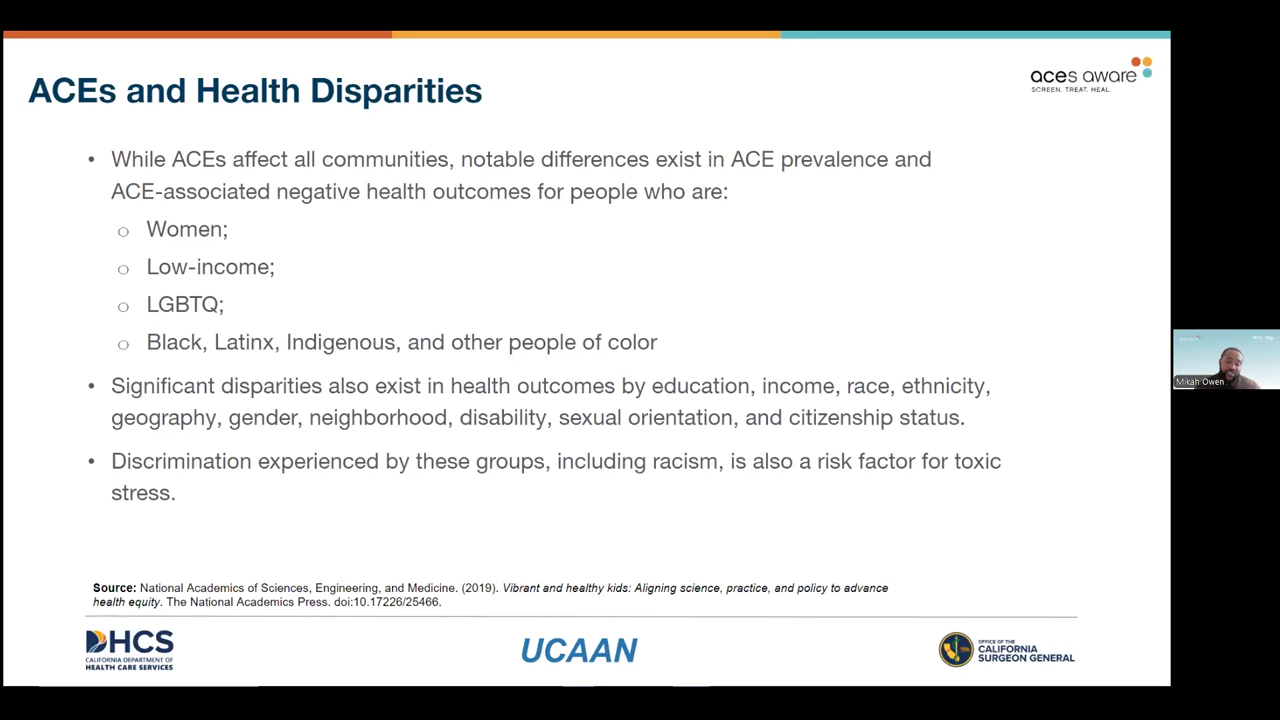 ACEs and Health Disparities
aces aware
SCREEN. TREAT. HEAL.
• While ACEs affect all communities, notable differences exist in ACE prevalence and
ACE-associated negative health outcomes for people who are:
o Women;
o Low-income;
o LGBTQ;
o Black, Latinx, Indigenous, and other people of color
• Significant disparities also exist in health outcomes by education, income, race, ethnicity,
geography, gender, neighborhood, disability, sexual orientation, and citizenship status.
• Discrimination experienced by these groups, including racism, is also a risk factor for toxic
stress.
Mikah Owen
Source: National Academics of Sciences, Engineering, and Medicine. (2019). Vibrant and healthy kids: Aligning science, practice, and policy to advance
health equity. The National Academics Press. doi:10.17226/25466.
DHCS
CALIFORNIA DEPARTMENT OF
HEALTH CARE SERVICES
UCAAN
OFFICE OF THE
CALIFORNIA
SURGEON GENERAL